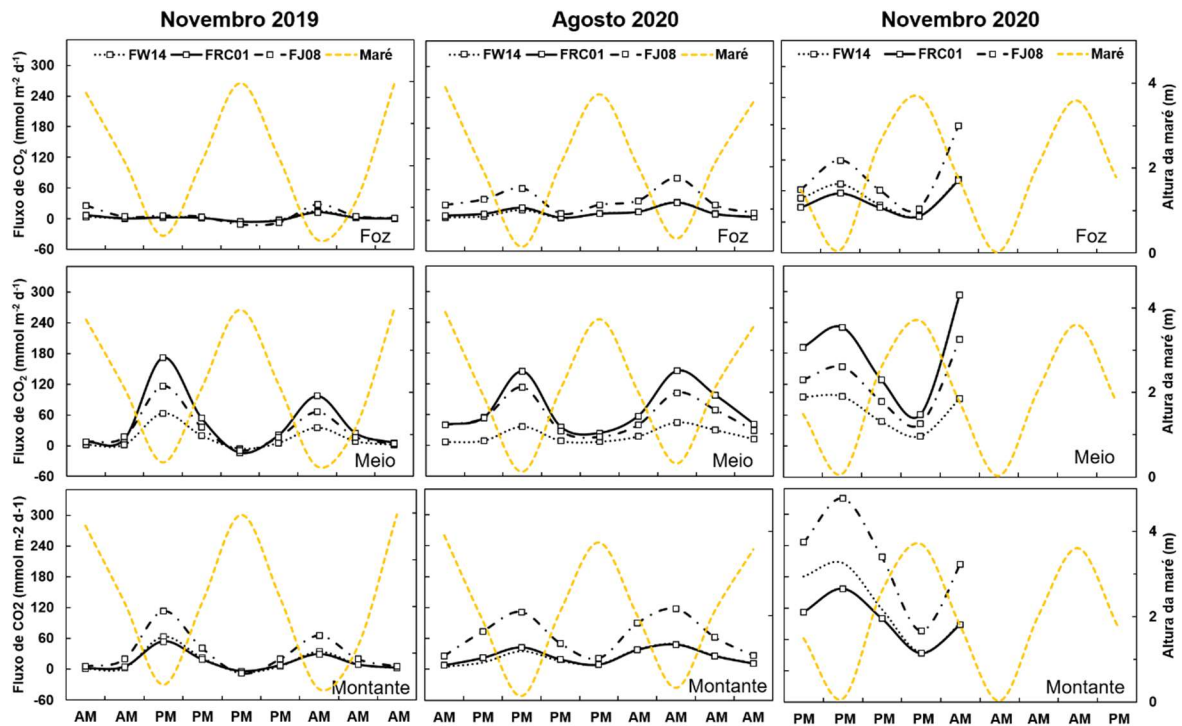 Novembro 2019 Agosto 2020 Novembro 2020
FW14 FRC01 FJ08 Maré FW14 FRC01 FJ08 Maré FW14 FRC01 FJ08 Maré
Fluxo de CO₂ (mmol m⁻² d⁻¹)
300
240
180
120
60
0
-60
Foz Foz Foz
4
2
1
0
Altura da maré (m)
Fluxo de CO₂ (mmol m⁻² d⁻¹)
300
240
180
120
60
0
-60
Meio Meio Meio
4
2
1
0
Altura da maré (m)
Fluxo de CO2 (mmol m-2 d-1)
300
240
180
120
60
0
-60
Montante Montante Montante
4
2
1
0
Altura da maré (m)
AM AM PM PM PM PM AM AM AM AM AM PM PM PM AM AM AM AM PM PM PM PM AM AM AM AM PM